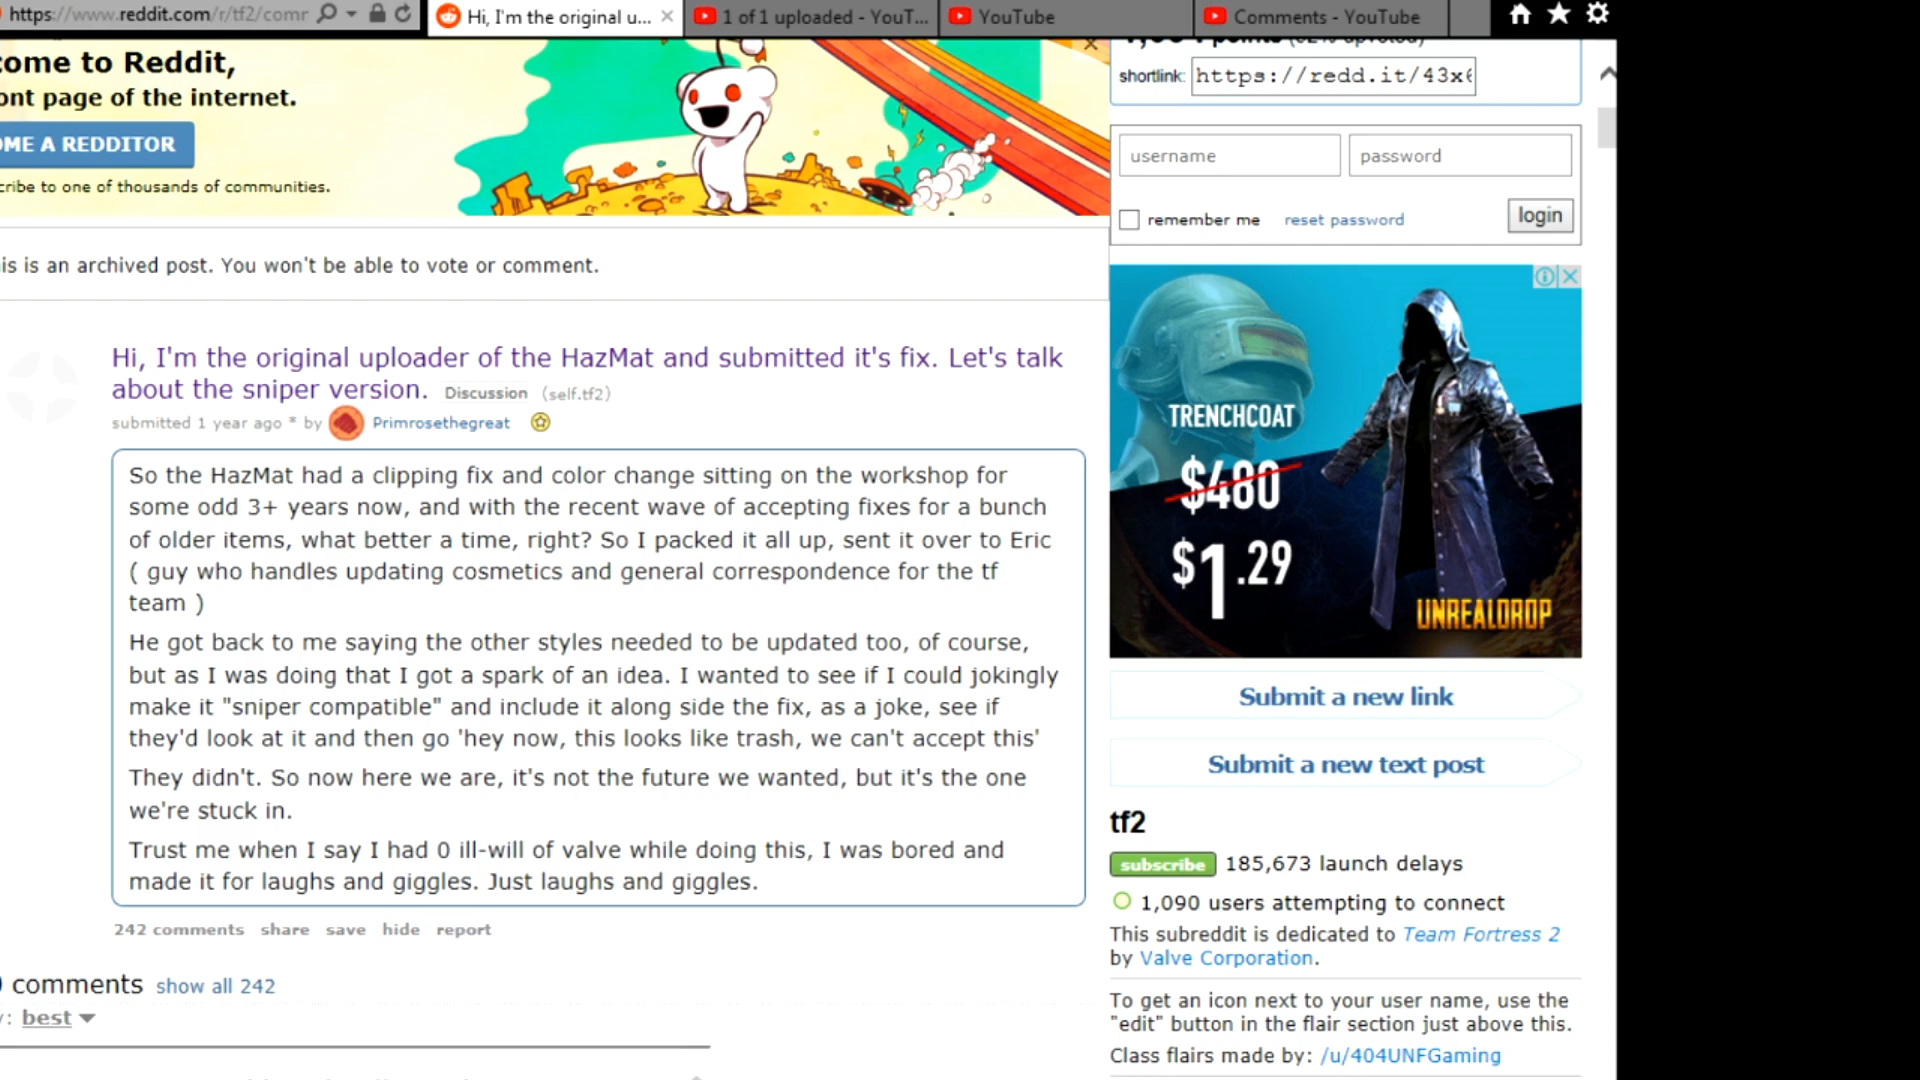 https://www.reddit.com/r/tf2/comr
Hi, I'm the original u...
1 of 1 uploaded - YouT...
YouTube
Comments - YouTube
come to Reddit,
ont page of the internet.
OME A REDDITOR
cribe to one of thousands of communities.
shortlink:
https://redd.it/43x6
username
password
remember me
reset password
login
is is an archived post. You won't be able to vote or comment.
Hi, I'm the original uploader of the HazMat and submitted it's fix. Let's talk
about the sniper version. Discussion (self.tf2)
submitted 1 year ago * by Primrosethegreat
So the HazMat had a clipping fix and color change sitting on the workshop for
some odd 3+ years now, and with the recent wave of accepting fixes for a bunch
of older items, what better a time, right? So I packed it all up, sent it over to Eric
( guy who handles updating cosmetics and general correspondence for the tf
team )
He got back to me saying the other styles needed to be updated too, of course,
but as I was doing that I got a spark of an idea. I wanted to see if I could jokingly
make it "sniper compatible" and include it along side the fix, as a joke, see if
they'd look at it and then go 'hey now, this looks like trash, we can't accept this'
They didn't. So now here we are, it's not the future we wanted, but it's the one
we're stuck in.
Trust me when I say I had 0 ill-will of valve while doing this, I was bored and
made it for laughs and giggles. Just laughs and giggles.
242 comments share save hide report
comments show all 242
best
TRENCHCOAT
$480
$1.29
UNREALDROP
Submit a new link
Submit a new text post
tf2
subscribe 185,673 launch delays
1,090 users attempting to connect
This subreddit is dedicated to Team Fortress 2
by Valve Corporation.
To get an icon next to your user name, use the
"edit" button in the flair section just above this.
Class flairs made by: /u/404UNFGaming